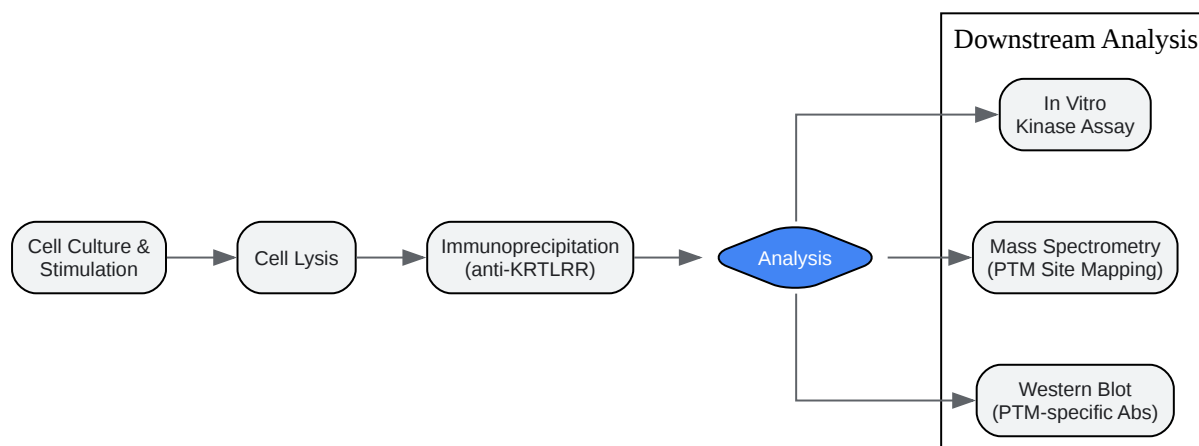 Downstream Analysis
In Vitro
Kinase Assay
Cell Culture &
Stimulation
Cell Lysis
Immunoprecipitation
(anti-KRTLRR)
Analysis
Mass Spectrometry
(PTM Site Mapping)
Western Blot
(PTM-specific Abs)